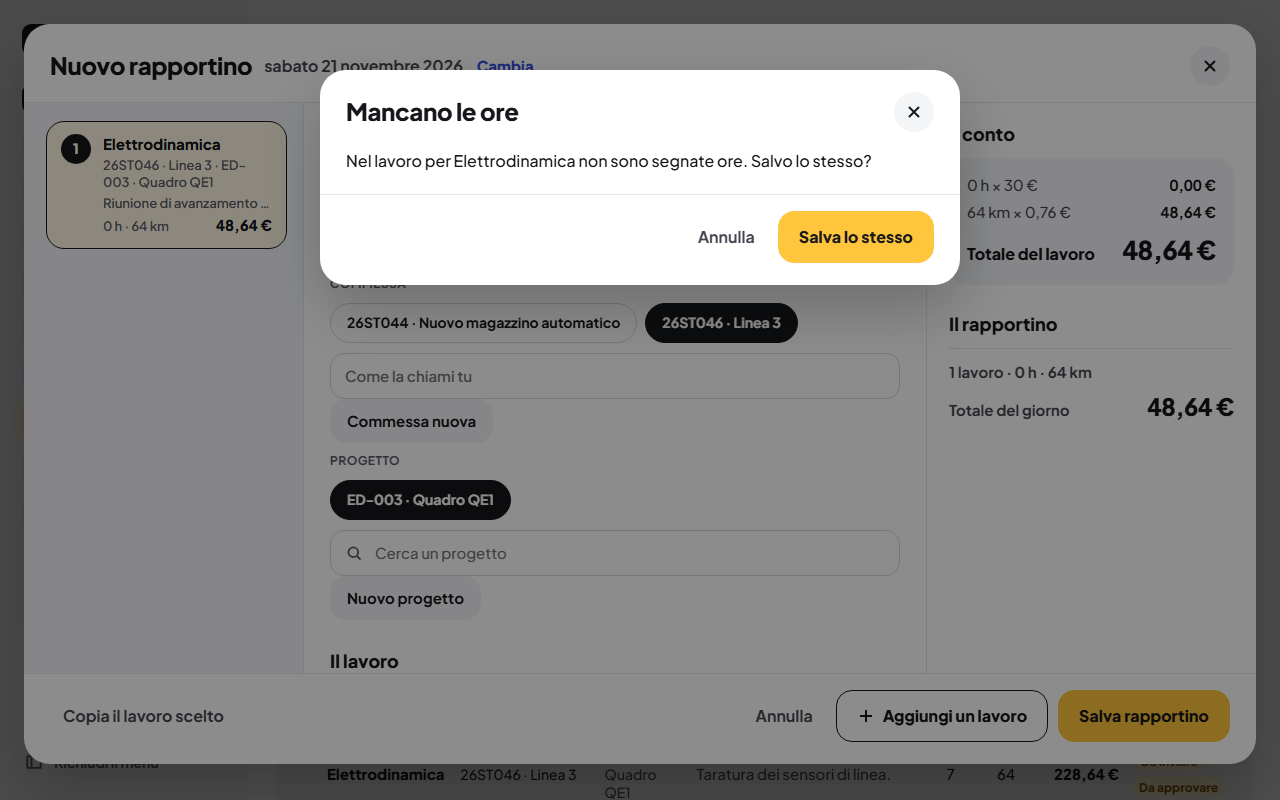 Nuovo rapportino sabato 21 novembre 2026 Cambia
Mancano le ore
Nel lavoro per Elettrodinamica non sono segnate ore. Salvo lo stesso?
Annulla
Salva lo stesso
1
Elettrodinamica
26ST046 · Linea 3 · ED-
003 · Quadro QE1
Riunione di avanzamento …
0 h · 64 km 48,64 €
26ST044 · Nuovo magazzino automatico
26ST046 · Linea 3
Come la chiami tu
Commessa nuova
PROGETTO
ED-003 · Quadro QE1
Cerca un progetto
Nuovo progetto
Il lavoro
conto
0 h × 30 € 0,00 €
64 km × 0,76 € 48,64 €
Totale del lavoro 48,64 €
Il rapportino
1 lavoro · 0 h · 64 km
Totale del giorno 48,64 €
Copia il lavoro scelto
Annulla
+ Aggiungi un lavoro
Salva rapportino
Elettrodinamica 26ST046 · Linea 3 Quadro Taratura dei sensori di linea. 7 64 228,64 €
QE1 Da approvare